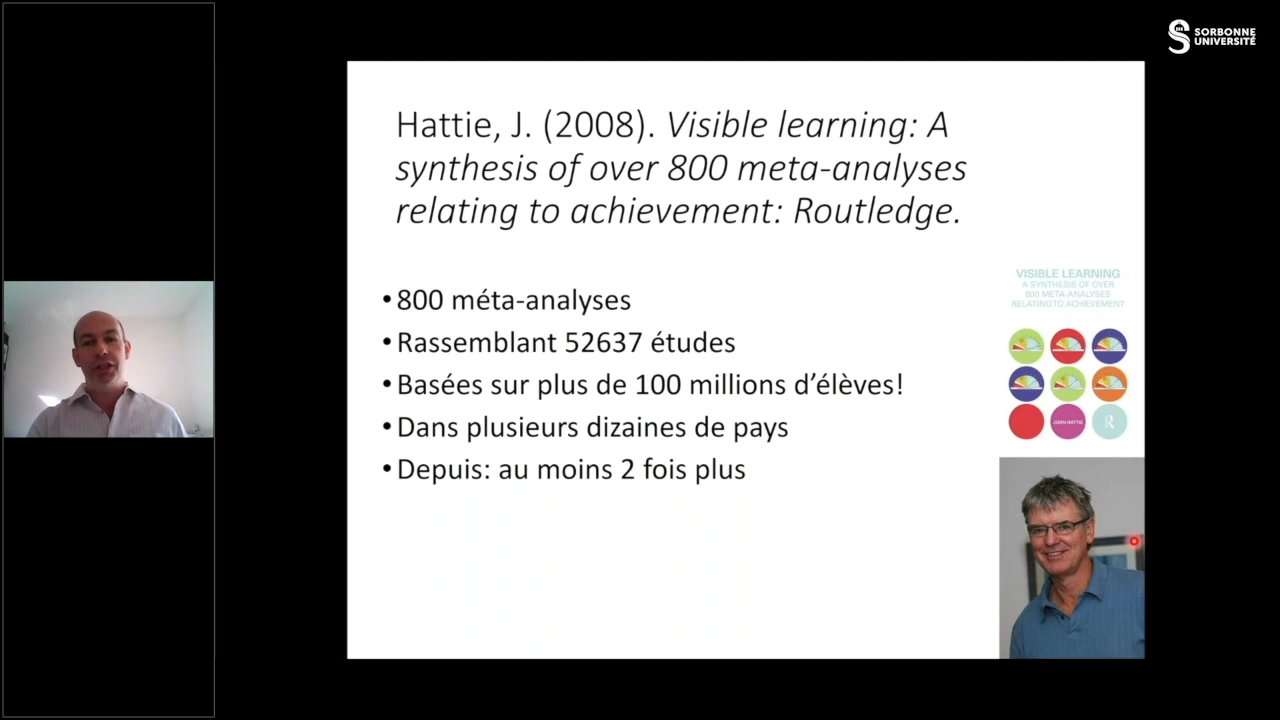 SORBONNE
UNIVERSITÉ
Hattie, J. (2008). Visible learning: A
synthesis of over 800 meta-analyses
relating to achievement: Routledge.
• 800 méta-analyses
• Rassemblant 52637 études
• Basées sur plus de 100 millions d’élèves!
• Dans plusieurs dizaines de pays
• Depuis: au moins 2 fois plus
VISIBLE LEARNING
A SYNTHESIS OF OVER
800 META-ANALYSES
RELATING TO ACHIEVEMENT
JOHN HATTIE
R